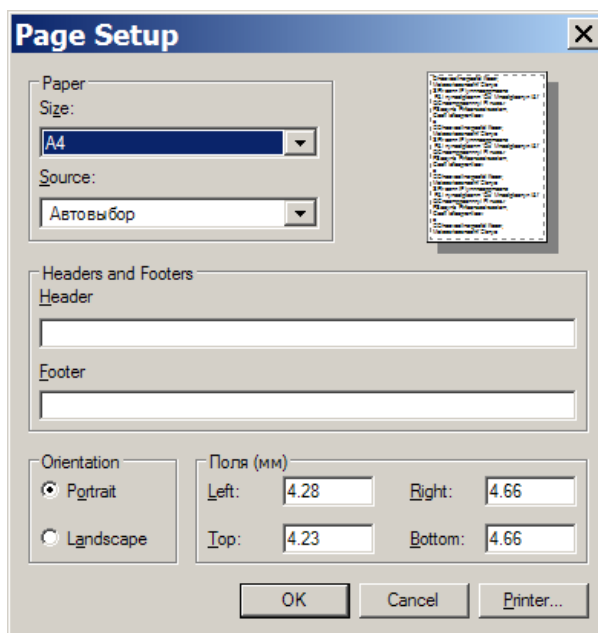 Page Setup
Paper
Size:
A4
Source:
Автовыбор
Headers and Footers
Header
Footer
Orientation
Portrait
Landscape
Поля (мм)
Left: 4.28 Right: 4.66
Top: 4.23 Bottom: 4.66
OK Cancel Printer...